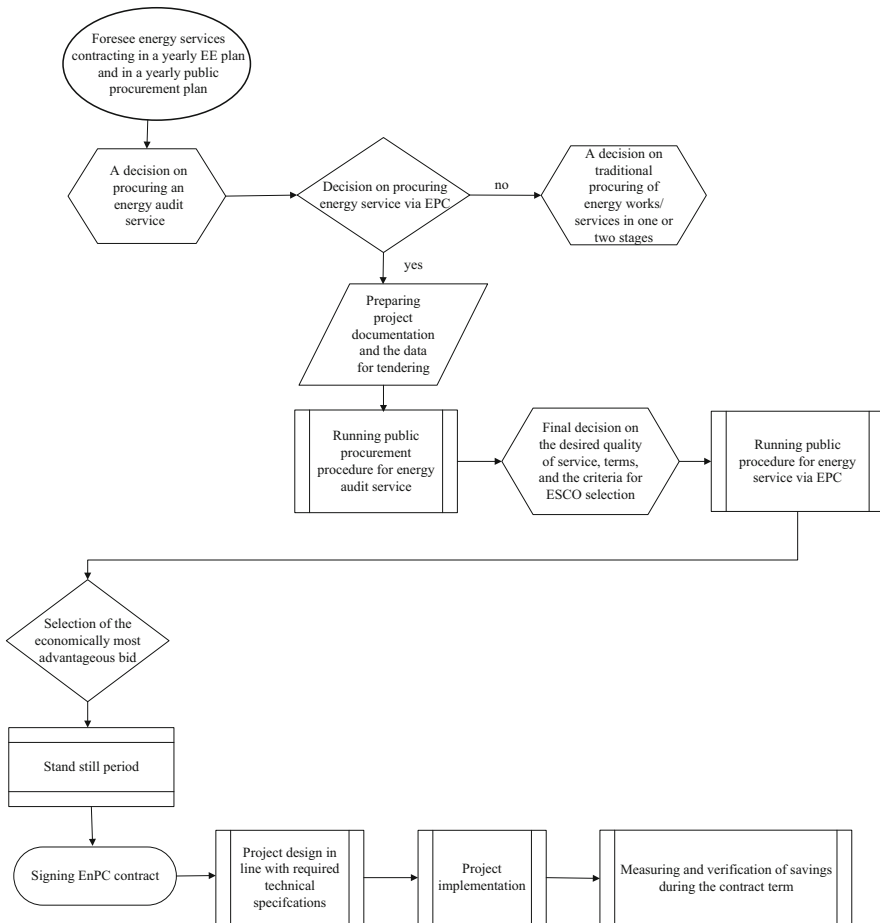 Foresee energy services
contracting in a yearly EE plan
and in a yearly public
procurement plan
A decision on
procuring an
energy audit
service
Decision on procuring
energy service via EPC
no
A decision on
traditional
procuring of
energy works/
services in one or
two stages
yes
Preparing
project
documentation
and the data
for tendering
Running public
procurement
procedure for energy
audit service
Final decision on
the desired quality
of service, terms,
and the criteria for
ESCO selection
Running public
procedure for energy
service via EPC
Selection of the
economically most
advantageous bid
Stand still period
Signing EnPC contract
Project design in
line with required
technical
specifcations
Project
implementation
Measuring and verification of savings
during the contract term